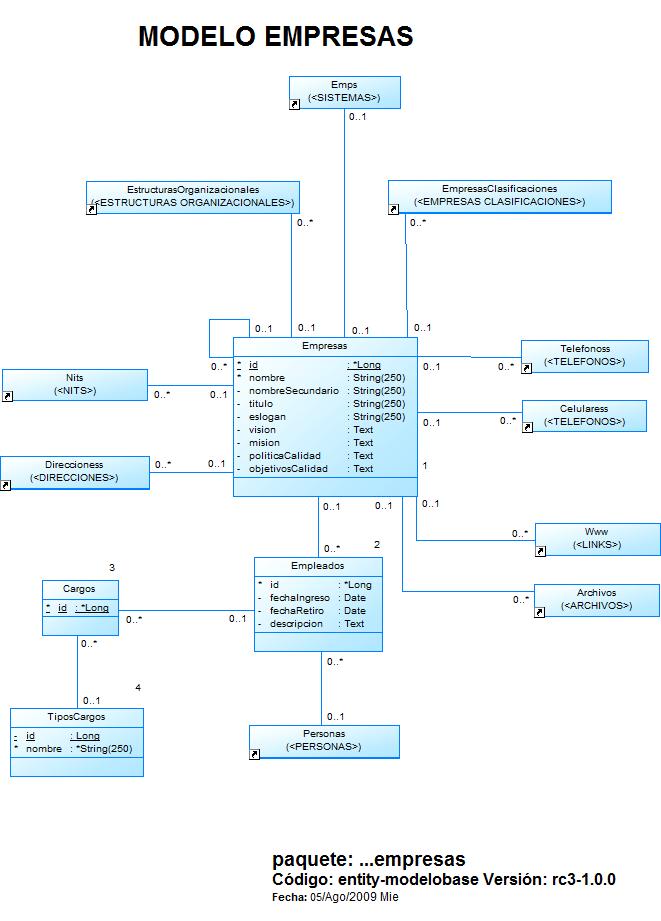 MODELO EMPRESAS
Emps
(<SISTEMAS>)
0..1
EstructurasOrganizacionales
(<ESTRUCTURAS ORGANIZACIONALES>)
0..*
EmpresasClasificaciones
(<EMPRESAS CLASIFICACIONES>)
0..*
0..1
0..1
0..1
0..1
0..*
Empresas
* id : *Long
* nombre : String(250)
- nombreSecundario : String(250)
- titulo : String(250)
- eslogan : String(250)
- vision : Text
- mision : Text
- politicaCalidad : Text
- objetivosCalidad : Text
Telefonoss
(<TELEFONOS>)
0..1
0..*
Nits
(<NITS>)
0..*
0..1
Celularess
(<TELEFONOS>)
0..1
0..*
Direccioness
(<DIRECCIONES>)
0..*
0..1
1
0..1
0..1
0..1
Www
(<LINKS>)
0..*
0..*
2
Empleados
* id : *Long
- fechaIngreso : Date
- fechaRetiro : Date
- descripcion : Text
Archivos
(<ARCHIVOS>)
0..*
3
Cargos
* id : *Long
0..*
0..1
0..*
0..*
4
0..1
TiposCargos
- id : Long
* nombre : *String(250)
0..1
Personas
(<PERSONAS>)
paquete: ...empresas
Código: entity-modelobase Versión: rc3-1.0.0
Fecha: 05/Ago/2009 Mie